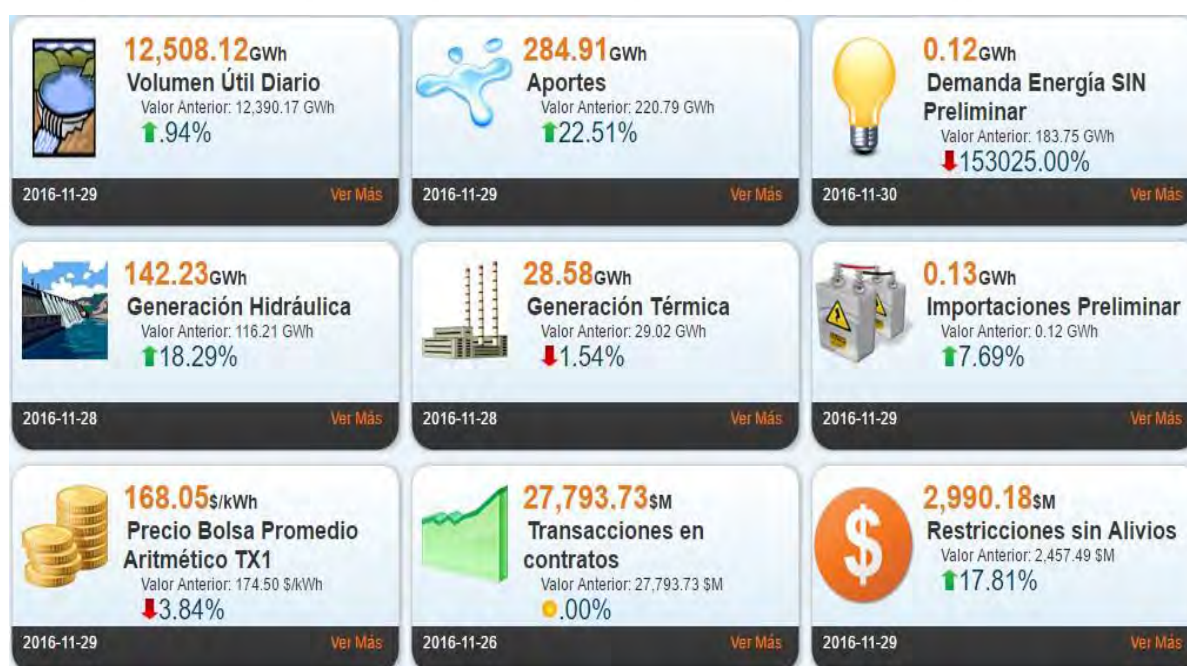 12,508.12GWh
Volumen Útil Diario
Valor Anterior: 12,390.17 GWh
.94%
2016-11-29 Ver Más
284.91GWh
Aportes
Valor Anterior: 220.79 GWh
22.51%
2016-11-29 Ver Más
0.12GWh
Demanda Energía SIN
Preliminar
Valor Anterior: 183.75 GWh
153025.00%
2016-11-30 Ver Más
142.23GWh
Generación Hidráulica
Valor Anterior: 116.21 GWh
18.29%
2016-11-28 Ver Más
28.58GWh
Generación Térmica
Valor Anterior: 29.02 GWh
1.54%
2016-11-28 Ver Más
0.13GWh
Importaciones Preliminar
Valor Anterior: 0.12 GWh
7.69%
2016-11-29 Ver Más
168.05$/kWh
Precio Bolsa Promedio
Aritmético TX1
Valor Anterior: 174.50 $/kWh
3.84%
2016-11-29 Ver Más
27,793.73$M
Transacciones en
contratos
Valor Anterior: 27,793.73 $M
.00%
2016-11-26 Ver Más
$
2,990.18$M
Restricciones sin Alivios
Valor Anterior: 2,457.49 $M
17.81%
2016-11-29 Ver Más